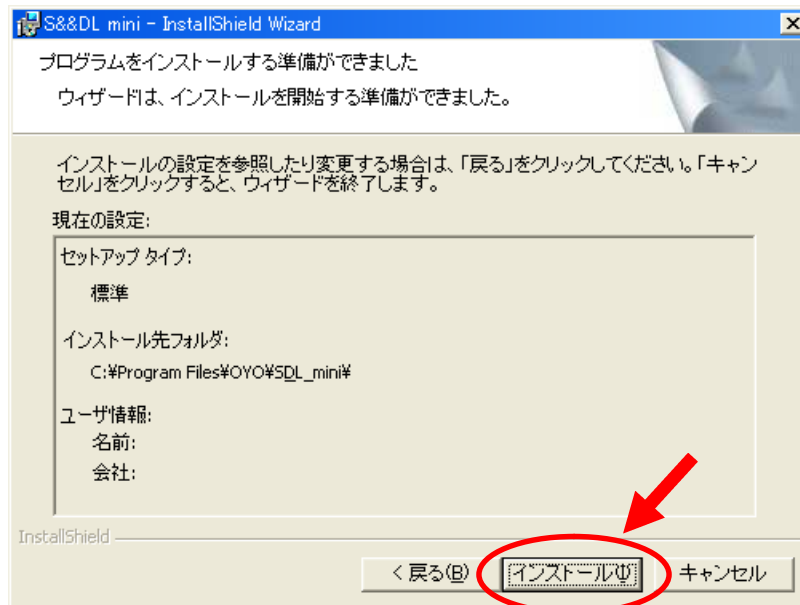 S&&DL mini - InstallShield Wizard
プログラムをインストールする準備ができました
ウィザードは、インストールを開始する準備ができました。
インストールの設定を参照したり変更する場合は、「戻る」をクリックしてください。「キャン
セル」をクリックすると、ウィザードを終了します。
現在の設定:
セットアップ タイプ:
標準
インストール先フォルダ:
C:¥Program Files¥OYO¥SDL_mini¥
ユーザ情報:
名前:
会社:
InstallShield
< 戻る(B)
インストール(I)
キャンセル